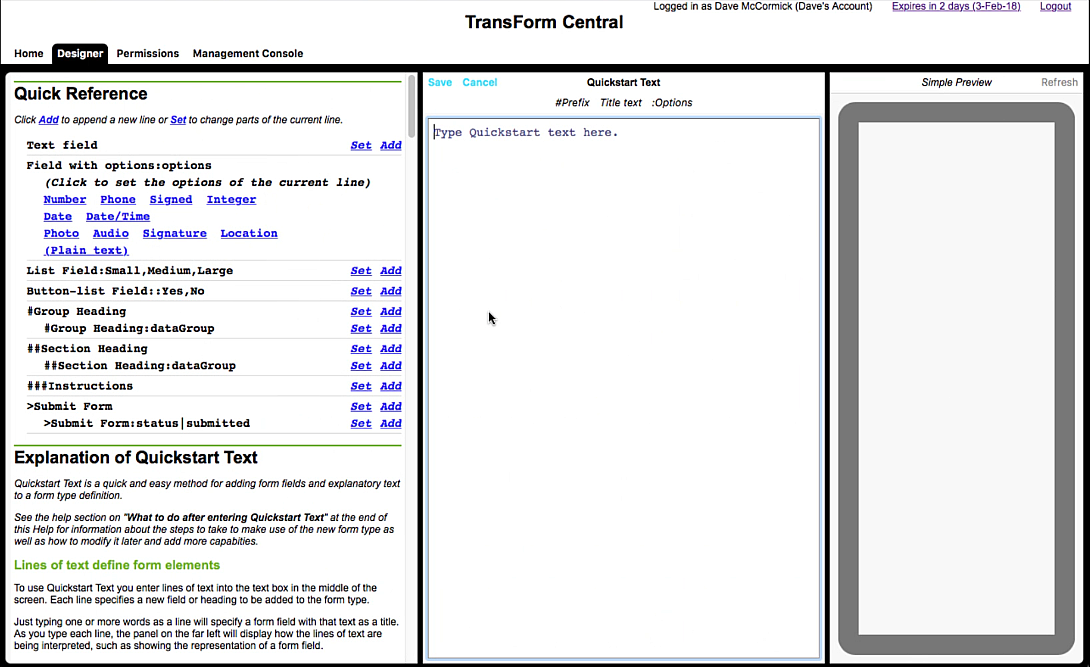 Logged in as Dave McCormick (Dave's Account) Expires in 2 days (3-Feb-18) Logout
TransForm Central
Home Designer Permissions Management Console
Quick Reference
Click Add to append a new line or Set to change parts of the current line.
Text field Set Add
Field with options:options
(Click to set the options of the current line)
Number Phone Signed Integer
Date Date/Time
Photo Audio Signature Location
(Plain text)
List Field:Small,Medium,Large Set Add
Button-list Field::Yes,No Set Add
#Group Heading Set Add
#Group Heading:dataGroup Set Add
##Section Heading Set Add
##Section Heading:dataGroup Set Add
###Instructions Set Add
>Submit Form Set Add
>Submit Form:status|submitted Set Add
Explanation of Quickstart Text
Quickstart Text is a quick and easy method for adding form fields and explanatory text
to a form type definition.
See the help section on "What to do after entering Quickstart Text" at the end of
this Help for information about the steps to take to make use of the new form type as
well as how to modify it later and add more capabities.
Lines of text define form elements
To use Quickstart Text you enter lines of text into the text box in the middle of the
screen. Each line specifies a new field or heading to be added to the form type.
Just typing one or more words as a line will specify a form field with that text as a title.
As you type each line, the panel on the far left will display how the lines of text are
being interpreted, such as showing the representation of a form field.
Save Cancel Quickstart Text
#Prefix Title text :Options
Type Quickstart text here.
Simple Preview Refresh